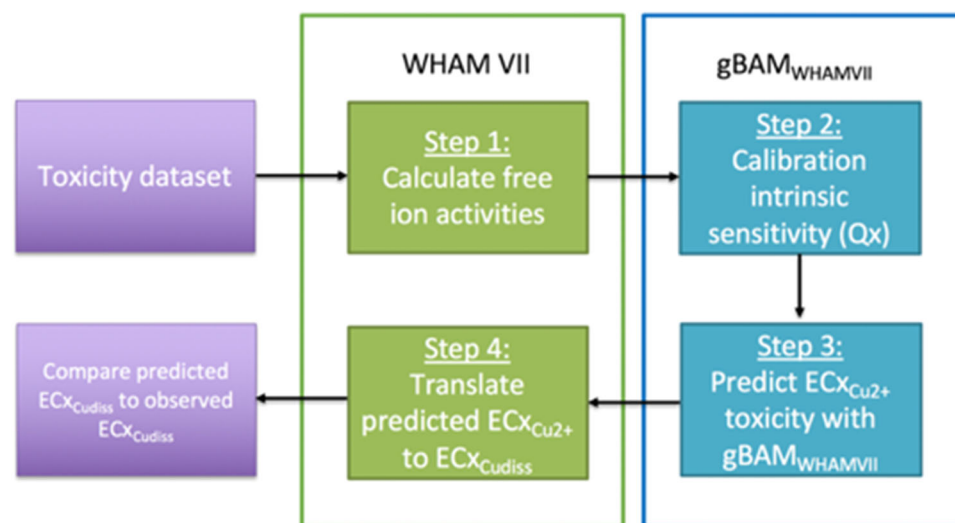 WHAM VII
gBAMWHAMVII
Toxicity dataset
Step 1:
Calculate free
ion activities
Step 2:
Calibration
intrinsic
sensitivity (Qx)
Step 3:
Predict ECxCu2+
toxicity with
gBAMWHAMVII
Step 4:
Translate
predicted ECxCu2+
to ECxCudiss
Compare predicted
ECxCudiss to observed
ECxCudiss